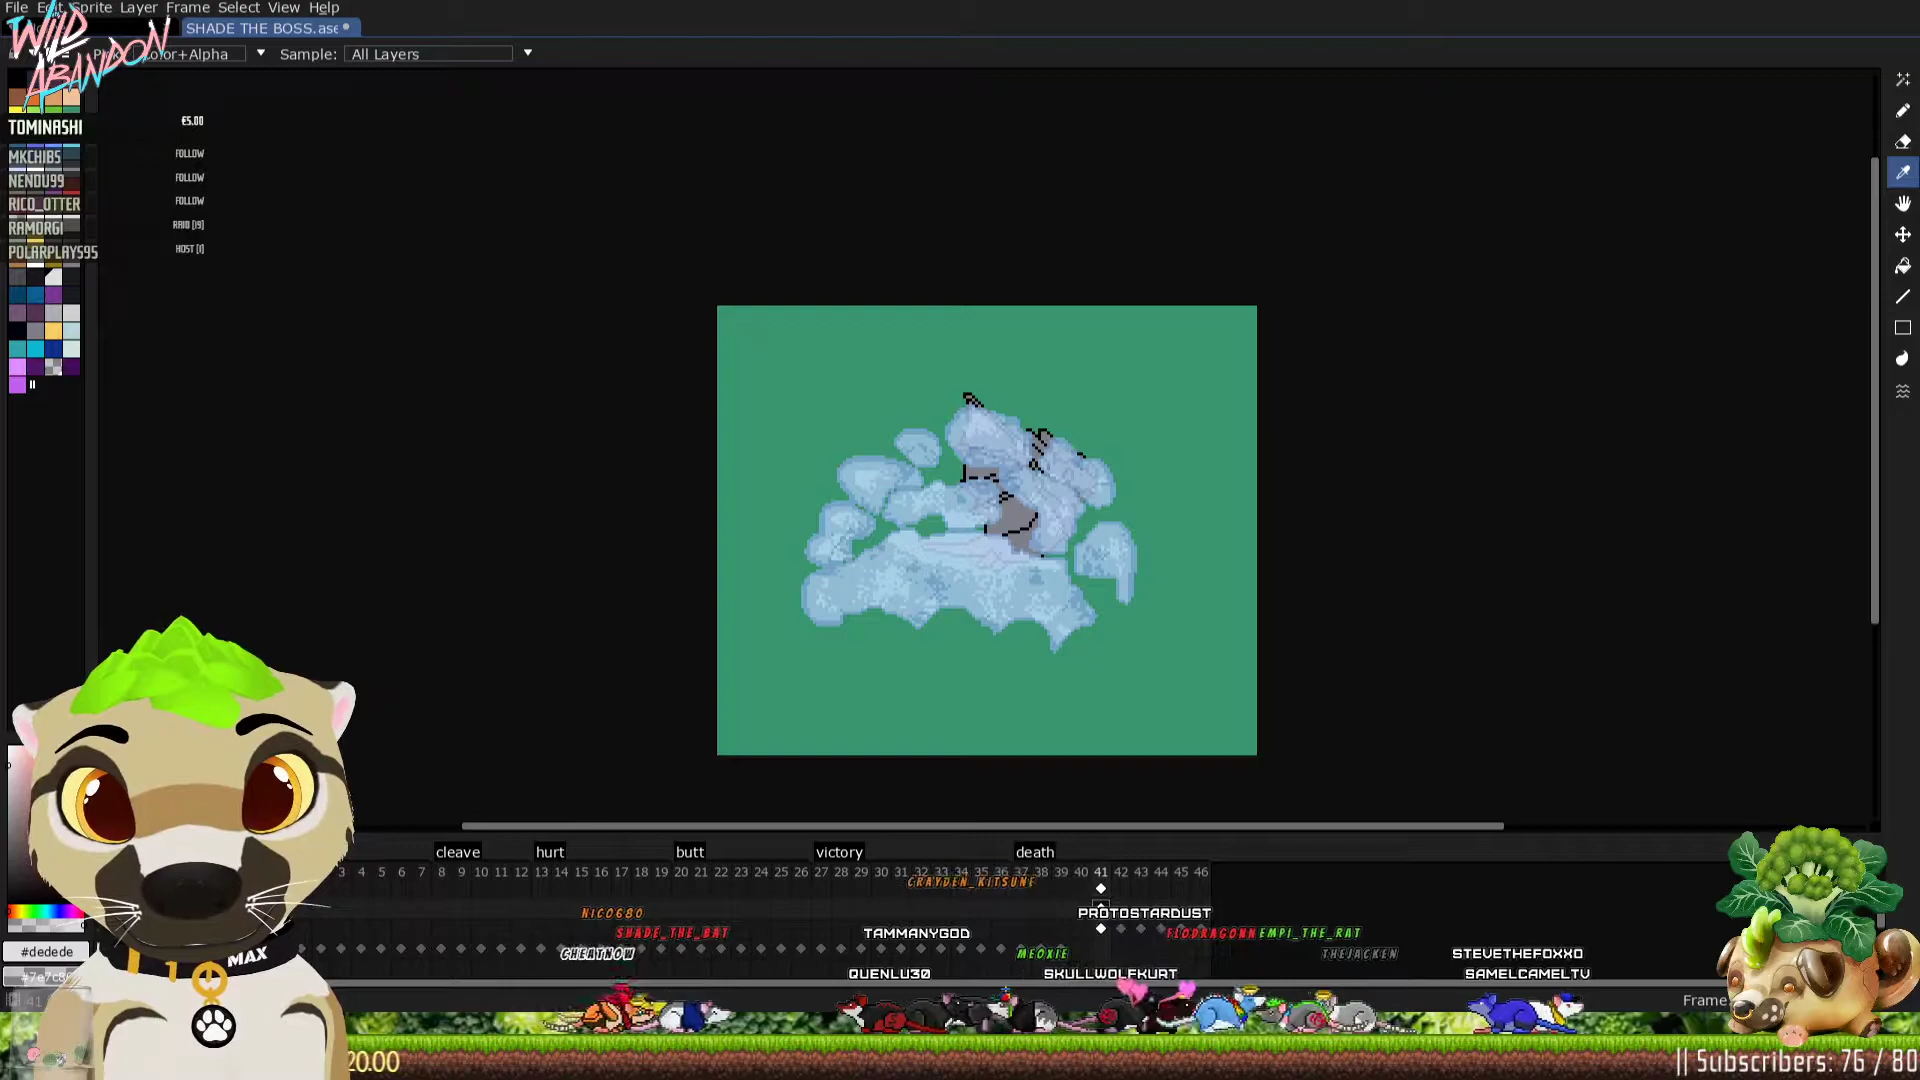 File Edit Sprite Layer Frame Select View Help
WILD ABANDON
SHADE THE BOSS.ase
Color+Alpha Sample: All Layers
€5.00
TOMINASHI
MKCHIBS FOLLOW
NENDU99 FOLLOW
RICO_OTTER FOLLOW
RAMORGI RAID [19]
POLARPLAYS95 HOST [1]
cleave hurt butt victory death
3 4 5 6 7 8 9 10 11 12 13 14 15 16 17 18 19 20 21 22 23 24 25 26 27 28 29 30 31 32 33 34 35 36 37 38 39 40 41 42 43 44 45 46
CRAYDEN_KITSUNE
NICO680 PROTOSTARDUST
SHADE_THE_BAT TAMMANYGOD FLODRAGONN EMPI_THE_RAT
CHEATNOW MEOXIE THEJACKEN STEVETHEFOXXO
QUENLU30 SKULLWOLFKURT SAMELCAMELTV
#dedede
#7e7c86
41
Frame
MAX
20.00
|| Subscribers: 76 / 80